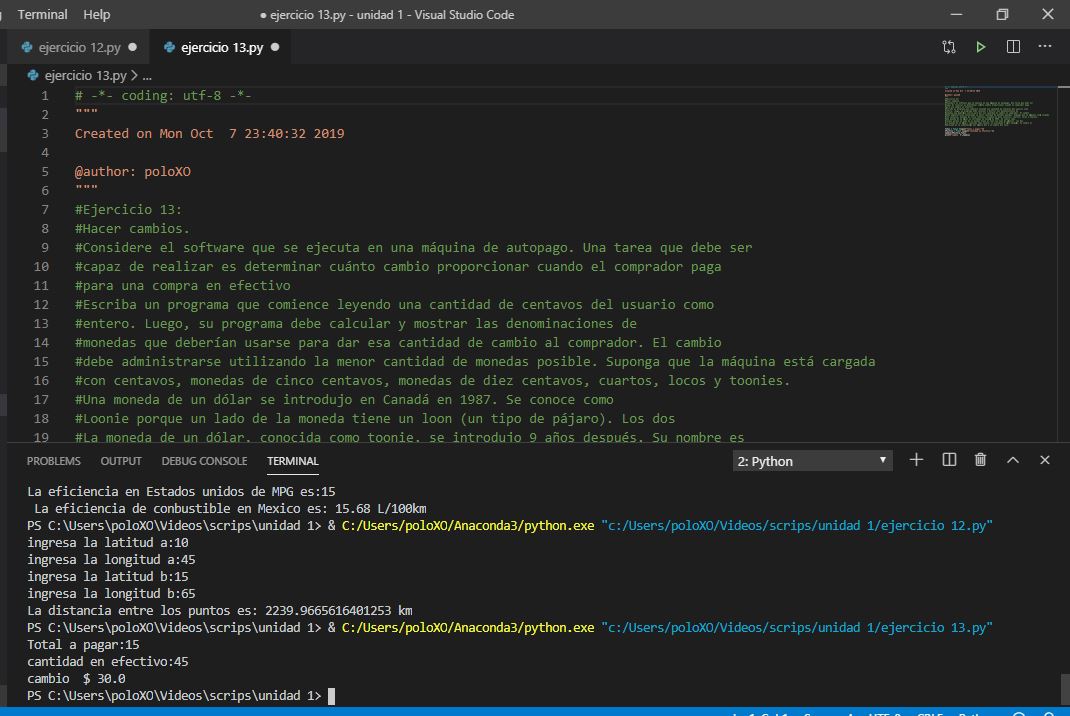 Terminal Help ● ejercicio 13.py - unidad 1 - Visual Studio Code
ejercicio 12.py ● ejercicio 13.py ●
ejercicio 13.py > ...
1 # -*- coding: utf-8 -*-
2 """
3 Created on Mon Oct  7 23:40:32 2019
4
5 @author: poloXO
6 """
7 #Ejercicio 13:
8 #Hacer cambios.
9 #Considere el software que se ejecuta en una máquina de autopago. Una tarea que debe ser
10 #capaz de realizar es determinar cuánto cambio proporcionar cuando el comprador paga
11 #para una compra en efectivo
12 #Escriba un programa que comience leyendo una cantidad de centavos del usuario como
13 #entero. Luego, su programa debe calcular y mostrar las denominaciones de
14 #monedas que deberían usarse para dar esa cantidad de cambio al comprador. El cambio
15 #debe administrarse utilizando la menor cantidad de monedas posible. Suponga que la máquina está cargada
16 #con centavos, monedas de cinco centavos, monedas de diez centavos, cuartos, locos y toonies.
17 #Una moneda de un dólar se introdujo en Canadá en 1987. Se conoce como
18 #Loonie porque un lado de la moneda tiene un loon (un tipo de pájaro). Los dos
19 #La moneda de un dólar, conocida como toonie, se introdujo 9 años después. Su nombre es
PROBLEMS OUTPUT DEBUG CONSOLE TERMINAL 2: Python
La eficiencia en Estados unidos de MPG es:15
 La eficiencia de conbustible en Mexico es: 15.68 L/100km
PS C:\Users\poloXO\Videos\scrips\unidad 1> & C:/Users/poloXO/Anaconda3/python.exe "c:/Users/poloXO/Videos/scrips/unidad 1/ejercicio 12.py"
ingresa la latitud a:10
ingresa la longitud a:45
ingresa la latitud b:15
ingresa la longitud b:65
La distancia entre los puntos es: 2239.9665616401253 km
PS C:\Users\poloXO\Videos\scrips\unidad 1> & C:/Users/poloXO/Anaconda3/python.exe "c:/Users/poloXO/Videos/scrips/unidad 1/ejercicio 13.py"
Total a pagar:15
cantidad en efectivo:45
cambio  $ 30.0
PS C:\Users\poloXO\Videos\scrips\unidad 1>